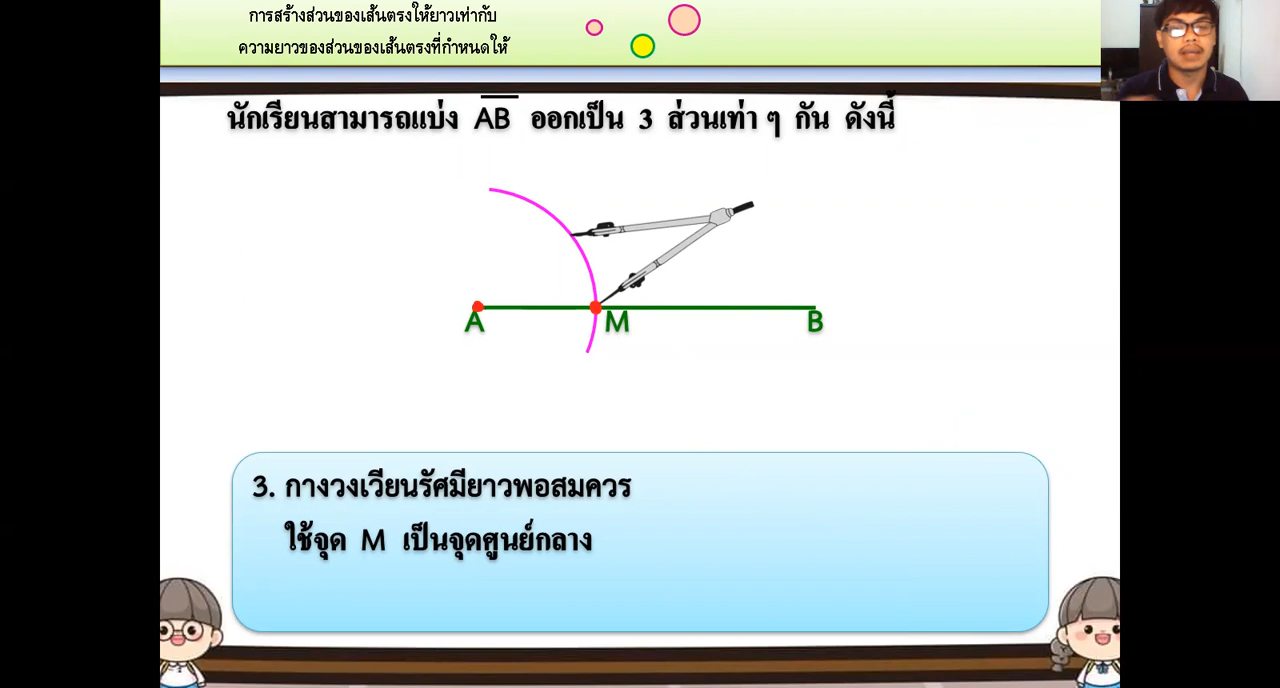 การสร้างส่วนของเส้นตรงให้ยาวเท่ากับ
ความยาวของส่วนของเส้นตรงที่กำหนดให้
นักเรียนสามารถแบ่ง AB ออกเป็น 3 ส่วนเท่า ๆ กัน ดังนี้
A M B
3. กางวงเวียนรัศมียาวพอสมควร
ใช้จุด M เป็นจุดศูนย์กลาง